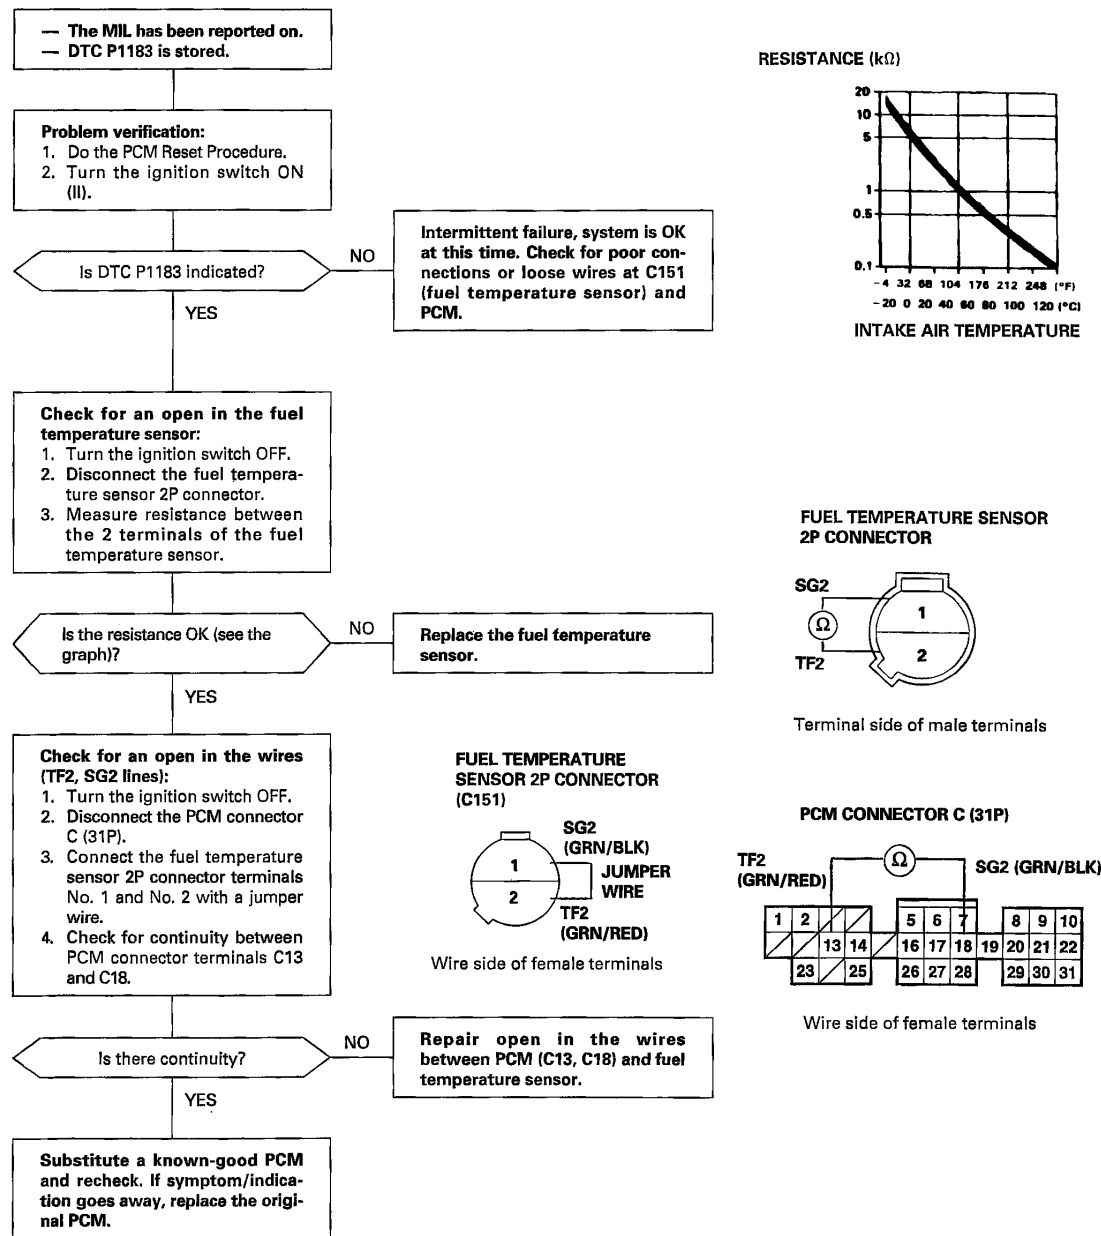 — The MIL has been reported on.
— DTC P1183 is stored.
Problem verification:
1. Do the PCM Reset Procedure.
2. Turn the ignition switch ON
(II).
Is DTC P1183 indicated?
NO
YES
Intermittent failure, system is OK
at this time. Check for poor con-
nections or loose wires at C151
(fuel temperature sensor) and
PCM.
RESISTANCE (kΩ)
20
10
5
1
0.5
0.1
-4 32 68 104 176 212 248 (°F)
-20 0 20 40 60 80 100 120 (°C)
INTAKE AIR TEMPERATURE
Check for an open in the fuel
temperature sensor:
1. Turn the ignition switch OFF.
2. Disconnect the fuel tempera-
ture sensor 2P connector.
3. Measure resistance between
the 2 terminals of the fuel
temperature sensor.
FUEL TEMPERATURE SENSOR
2P CONNECTOR
SG2
Ω
TF2
1
2
Terminal side of male terminals
Is the resistance OK (see the
graph)?
NO
YES
Replace the fuel temperature
sensor.
Check for an open in the wires
(TF2, SG2 lines):
1. Turn the ignition switch OFF.
2. Disconnect the PCM connector
C (31P).
3. Connect the fuel temperature
sensor 2P connector terminals
No. 1 and No. 2 with a jumper
wire.
4. Check for continuity between
PCM connector terminals C13
and C18.
FUEL TEMPERATURE
SENSOR 2P CONNECTOR
(C151)
SG2
(GRN/BLK)
1
2
JUMPER
WIRE
TF2
(GRN/RED)
Wire side of female terminals
PCM CONNECTOR C (31P)
TF2
(GRN/RED)
Ω
SG2 (GRN/BLK)
1 2 5 6 7 8 9 10
13 14 16 17 18 19 20 21 22
23 25 26 27 28 29 30 31
Wire side of female terminals
Is there continuity?
NO
YES
Repair open in the wires
between PCM (C13, C18) and fuel
temperature sensor.
Substitute a known-good PCM
and recheck. If symptom/indica-
tion goes away, replace the origi-
nal PCM.